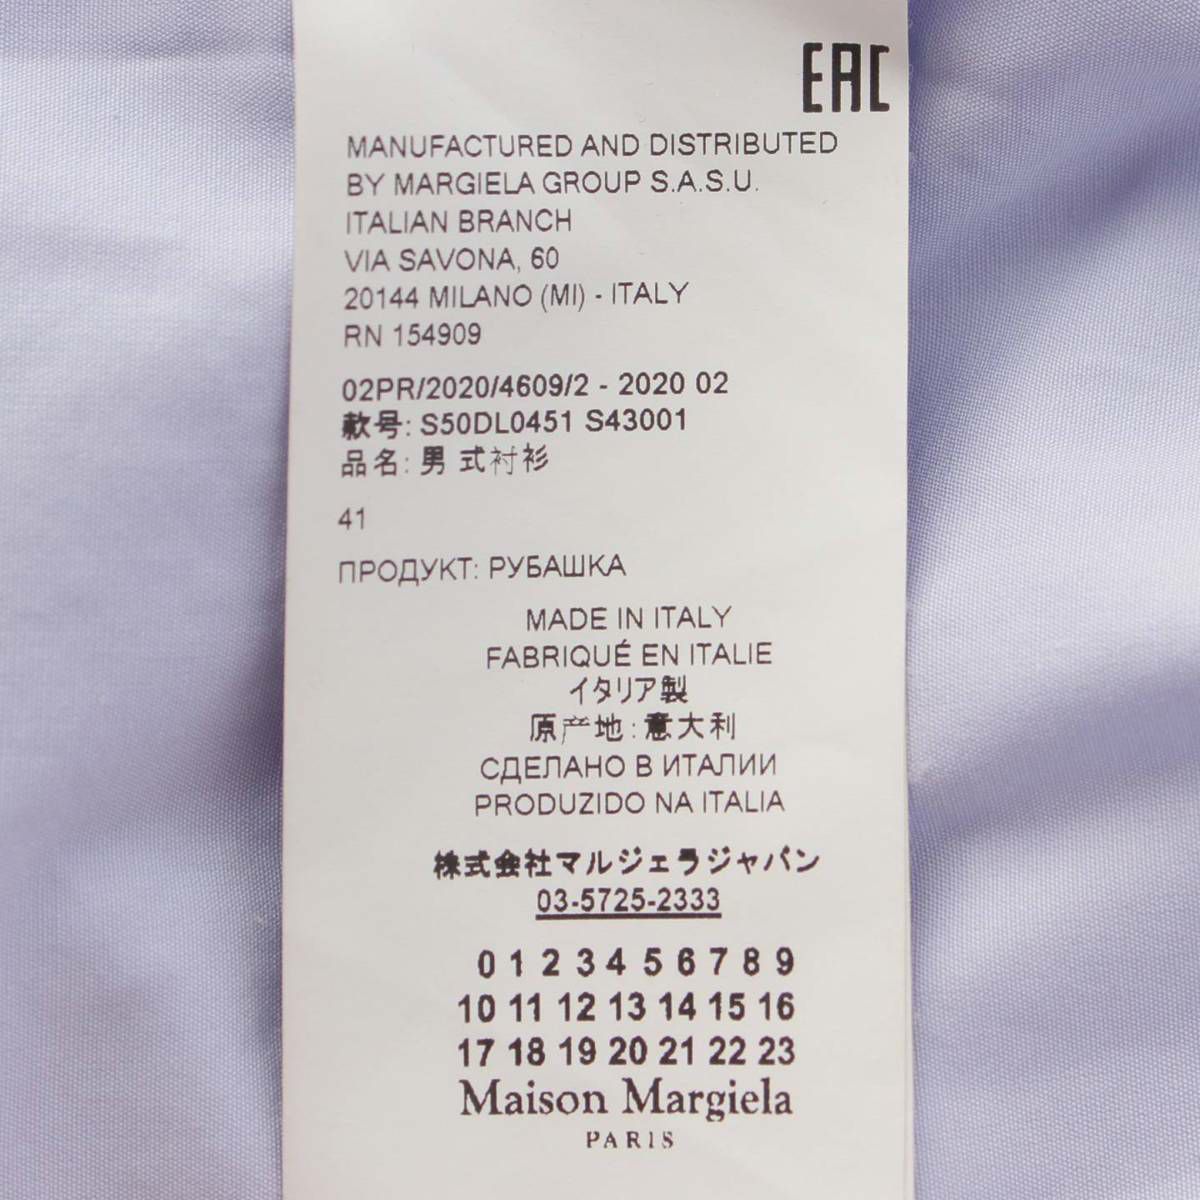 EAC
MANUFACTURED AND DISTRIBUTED
BY MARGIELA GROUP S.A.S.U.
ITALIAN BRANCH
VIA SAVONA, 60
20144 MILANO (MI) - ITALY
RN 154909
02PR/2020/4609/2 - 2020 02
款号: S50DL0451 S43001
品名: 男 式衬衫
41
ПРОДУКТ: РУБАШКА
MADE IN ITALY
FABRIQUÉ EN ITALIE
イタリア製
原产地: 意大利
СДЕЛАНО В ИТАЛИИ
PRODUZIDO NA ITALIA
株式会社マルジェラジャパン
03-5725-2333
0 1 2 3 4 5 6 7 8 9
10 11 12 13 14 15 16
17 18 19 20 21 22 23
Maison Margiela
PARIS